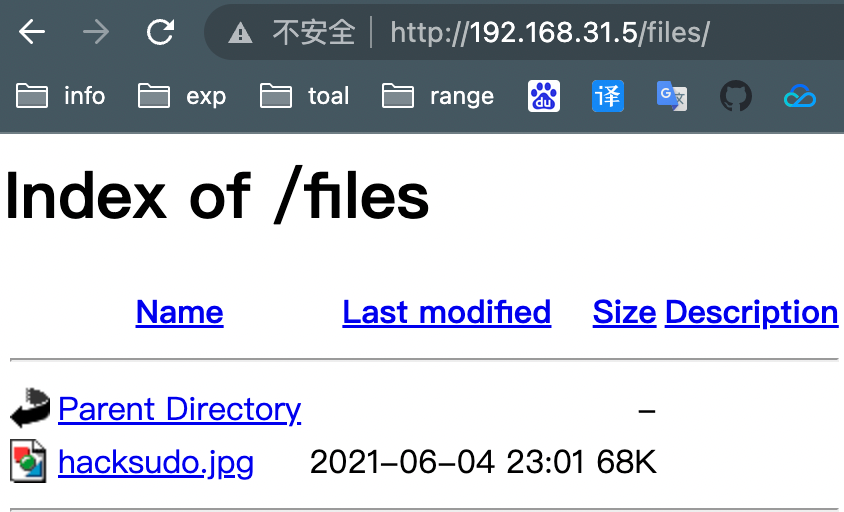 不安全 http://192.168.31.5/files/
info exp toal range du 译 G 文
Index of /files
Name Last modified Size Description
Parent Directory -
hacksudo.jpg 2021-06-04 23:01 68K